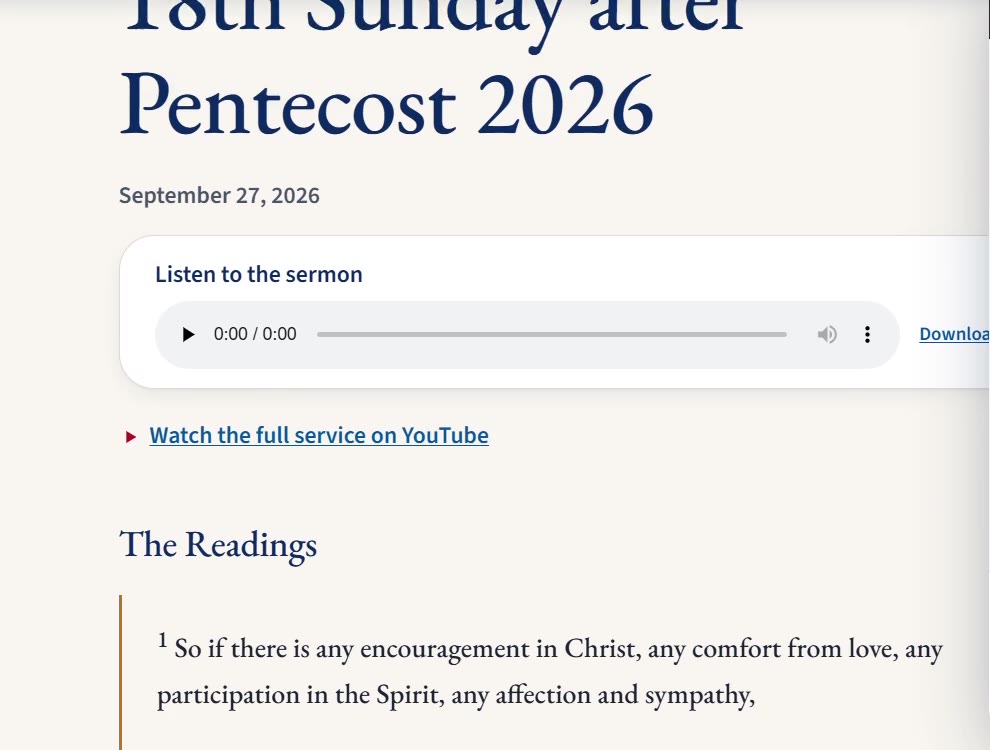 18th Sunday after
Pentecost 2026
September 27, 2026
Listen to the sermon
0:00 / 0:00
Watch the full service on YouTube
The Readings
1 So if there is any encouragement in Christ, any comfort from love, any
participation in the Spirit, any affection and sympathy,